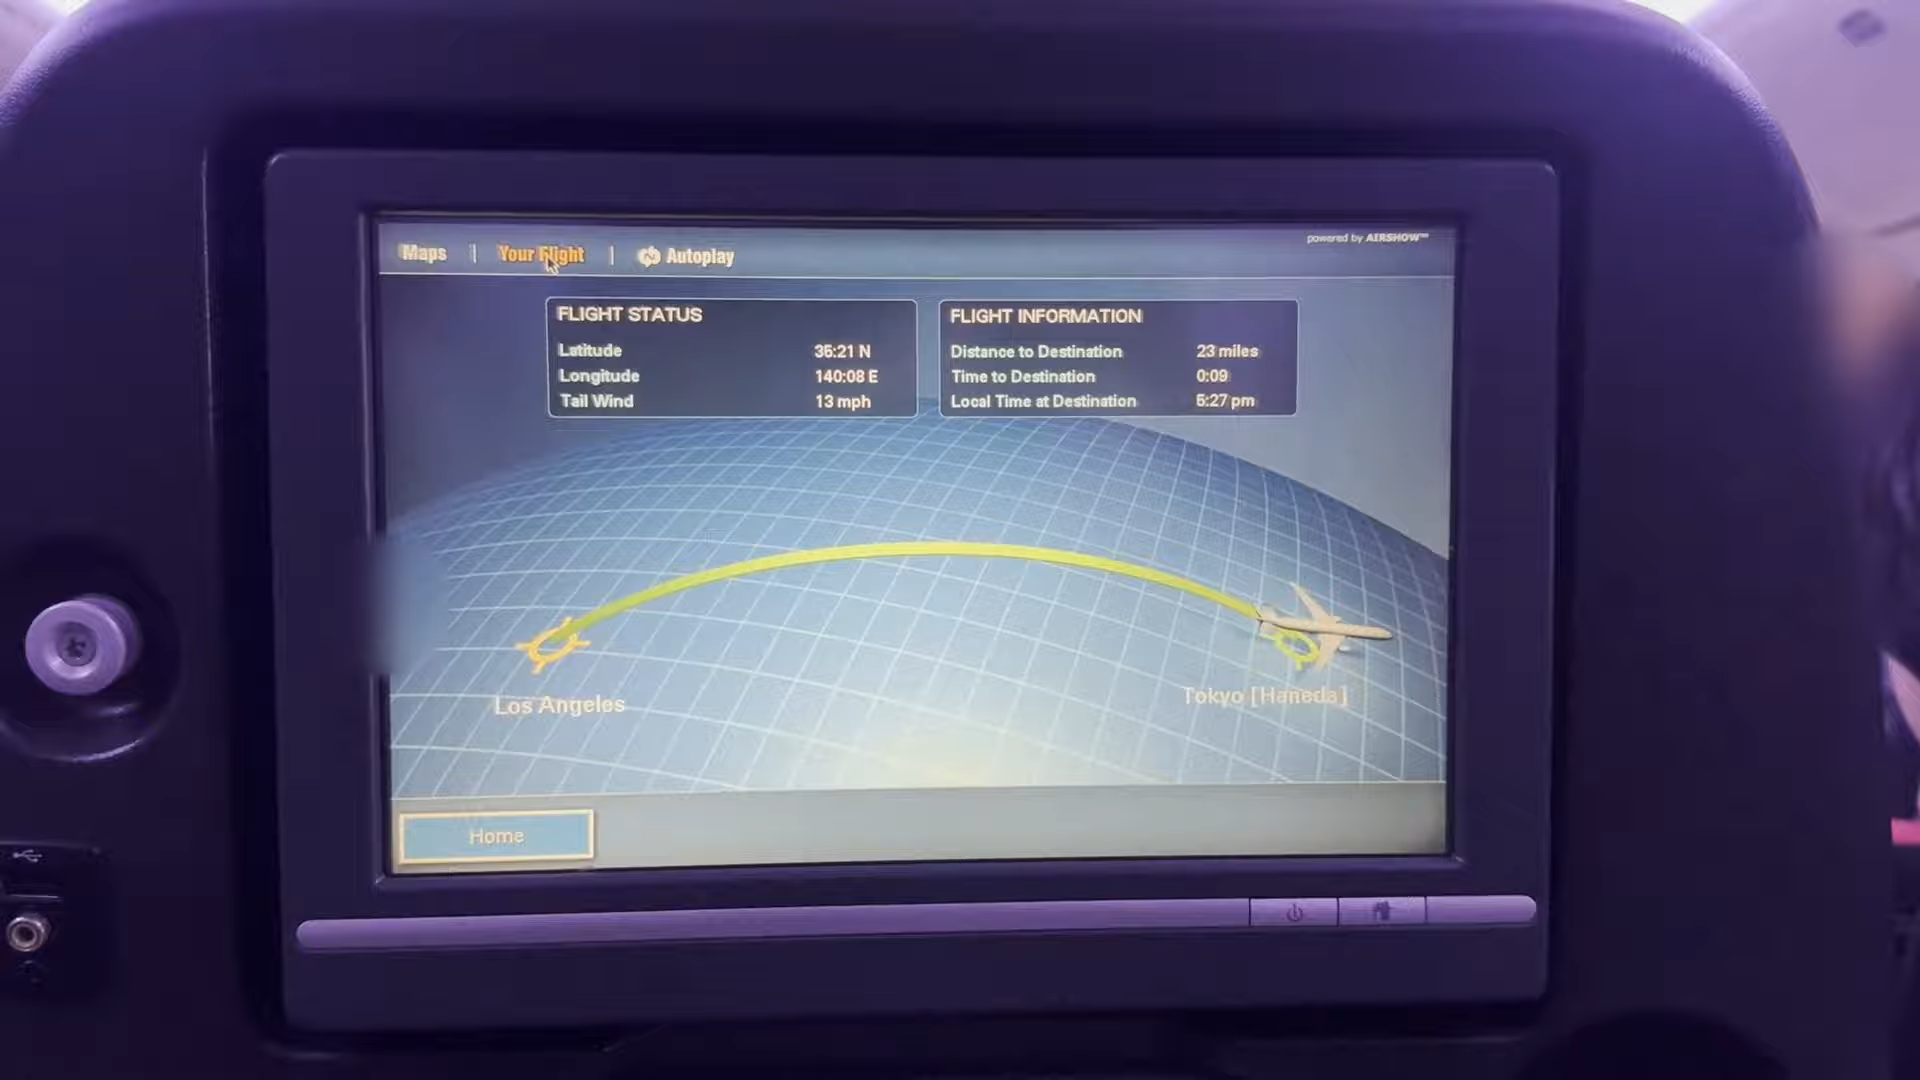 Maps | Your Flight | Autoplay
powered by AIRSHOW™
FLIGHT STATUS
Latitude 35:21 N
Longitude 140:08 E
Tail Wind 13 mph
FLIGHT INFORMATION
Distance to Destination 23 miles
Time to Destination 0:09
Local Time at Destination 5:27 pm
Los Angeles
Tokyo [Haneda]
Home